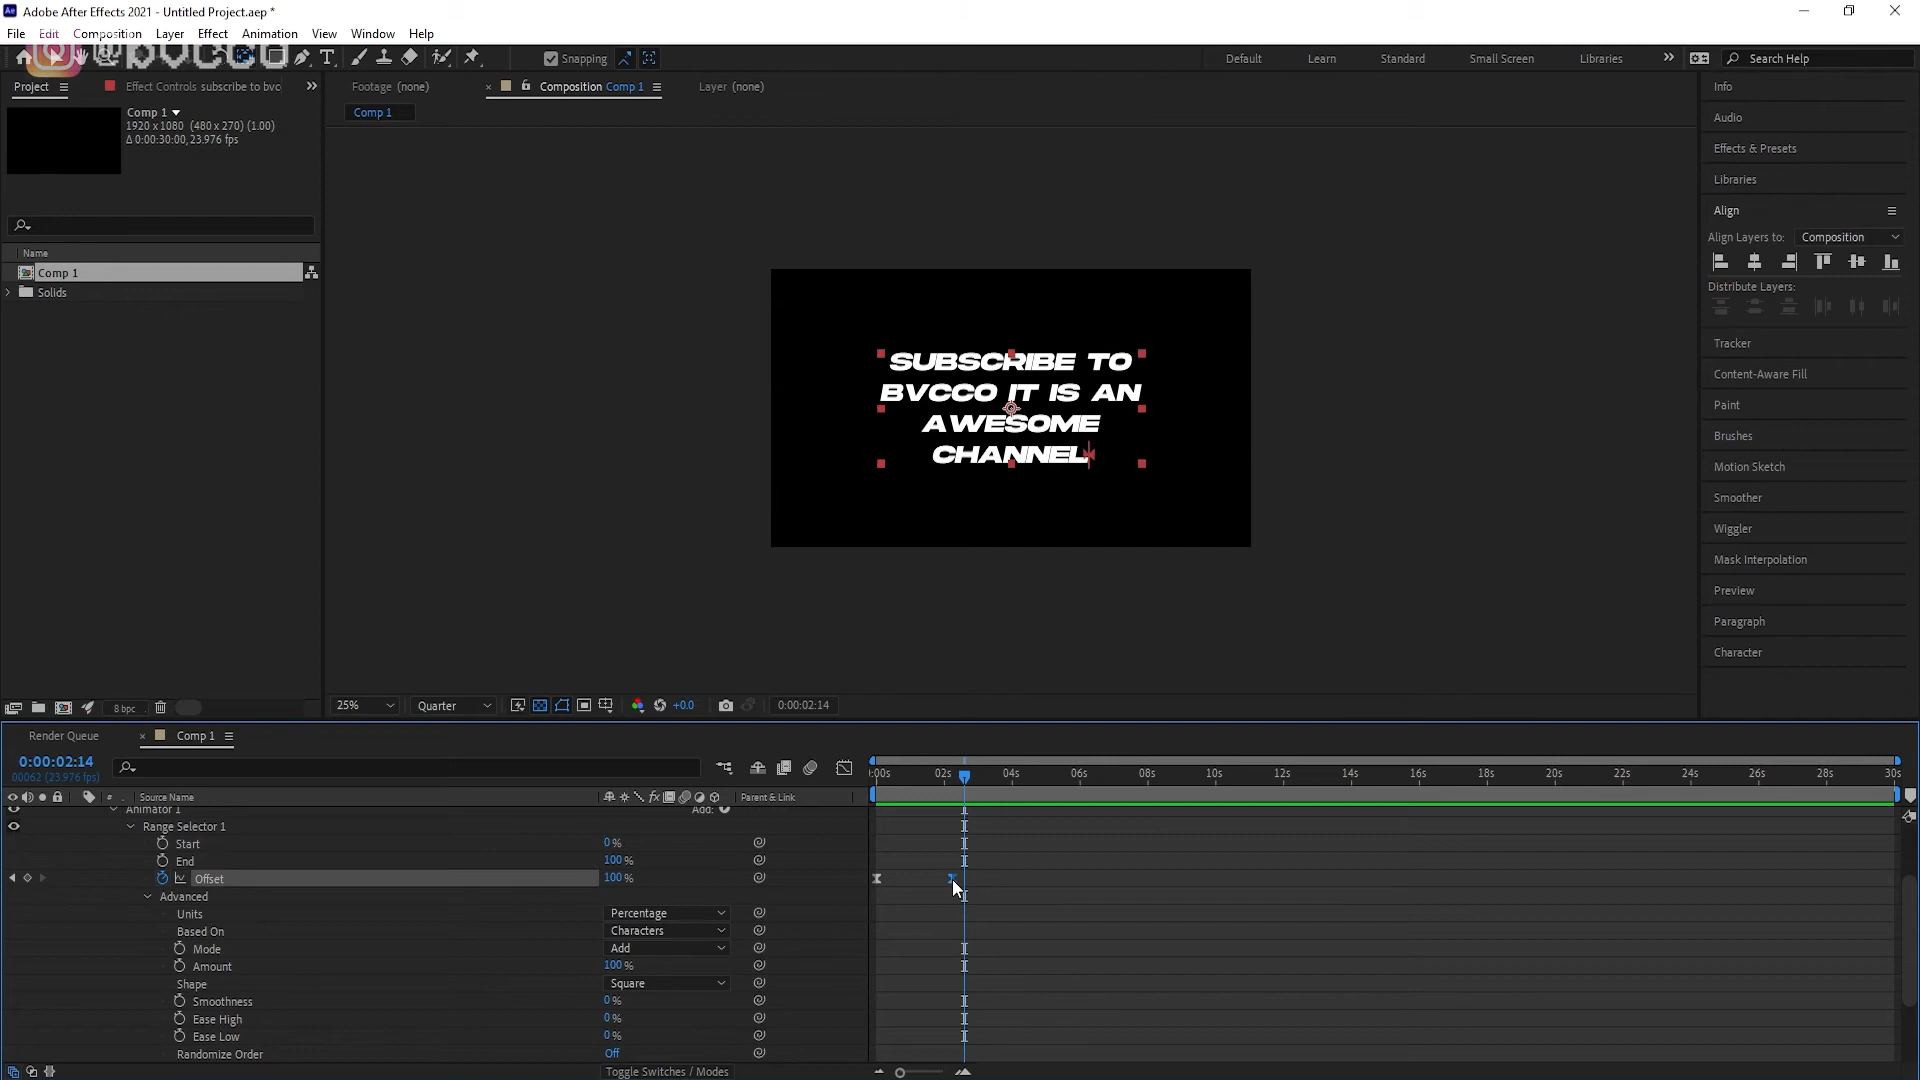 Adobe After Effects 2021 - Untitled Project.aep *
File Edit Composition Layer Effect Animation View Window Help
@bvcco
Snapping
Default Learn Standard Small Screen Libraries
Search Help
Project
Effect Controls subscribe to bvc
Footage (none)
Composition Comp 1
Layer (none)
Comp 1
Comp 1
1920 x 1080 (480 x 270) (1.00)
Δ 0:00:30:00, 23.976 fps
Name
Comp 1
Solids
SUBSCRIBE TO
BVCCO IT IS AN
AWESOME
CHANNEL
Info
Audio
Effects & Presets
Libraries
Align
Align Layers to: Composition
Distribute Layers:
Tracker
Content-Aware Fill
Paint
Brushes
Motion Sketch
Smoother
Wiggler
Mask Interpolation
Preview
Paragraph
Character
8 bpc
25%
Quarter
+0.0
0:00:02:14
Render Queue
Comp 1
0:00:02:14
00062 (23.976 fps)
# Source Name
fx
Parent & Link
:00s 02s 04s 06s 08s 10s 12s 14s 16s 18s 20s 22s 24s 26s 28s 30s
Animator 1
Add:
Range Selector 1
Start 0 %
End 100 %
Offset 100 %
Advanced
Units Percentage
Based On Characters
Mode Add
Amount 100 %
Shape Square
Smoothness 0 %
Ease High 0 %
Ease Low 0 %
Randomize Order Off
Toggle Switches / Modes